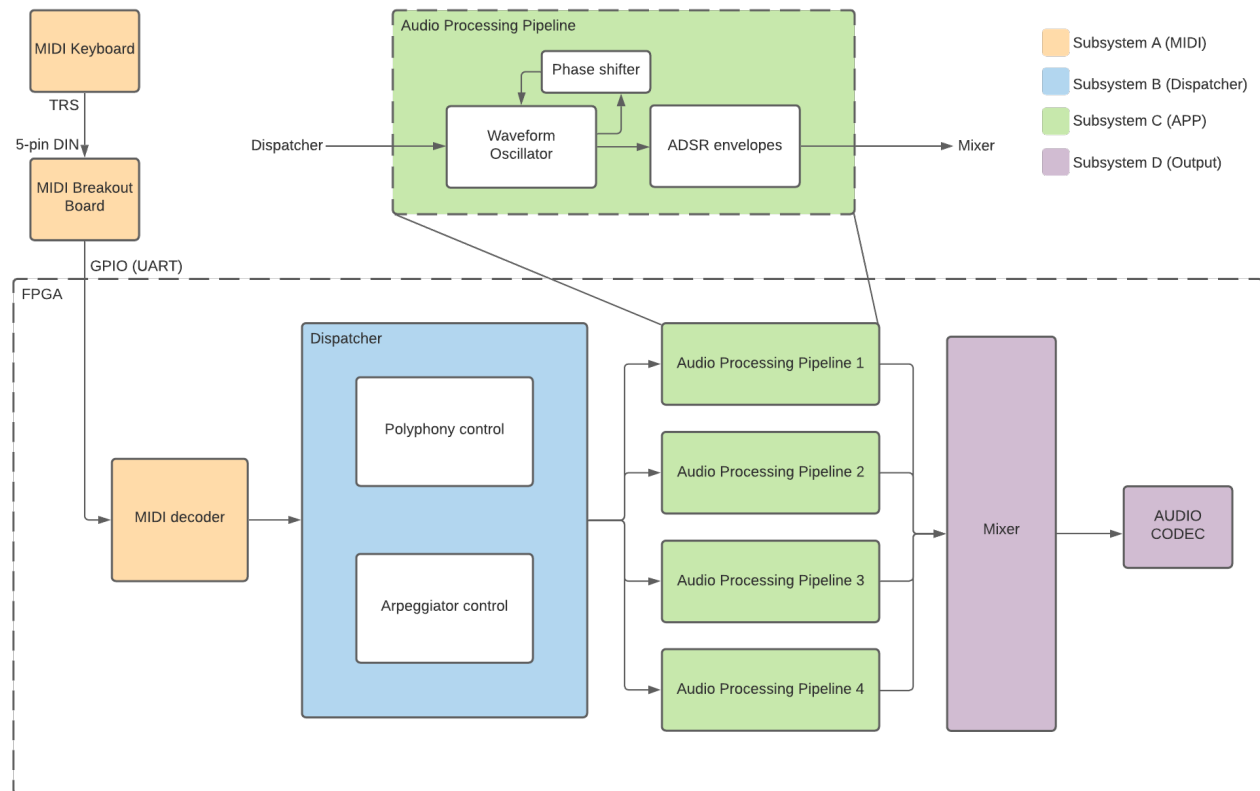 MIDI Keyboard
TRS
5-pin DIN
MIDI Breakout
Board
GPIO (UART)
Audio Processing Pipeline
Phase shifter
Dispatcher
Waveform
Oscillator
ADSR envelopes
Mixer
Subsystem A (MIDI)
Subsystem B (Dispatcher)
Subsystem C (APP)
Subsystem D (Output)
FPGA
MIDI decoder
Dispatcher
Polyphony control
Arpeggiator control
Audio Processing Pipeline 1
Audio Processing Pipeline 2
Audio Processing Pipeline 3
Audio Processing Pipeline 4
Mixer
AUDIO
CODEC